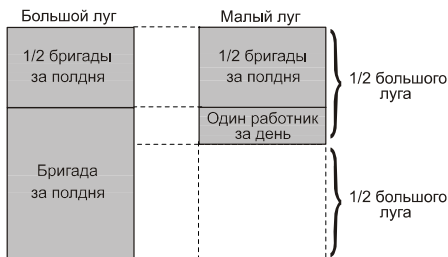 Большой луг
Малый луг
1/2 бригады
за полдня
1/2 бригады
за полдня
1/2 большого
луга
Один работник
за день
Бригада
за полдня
1/2 большого
луга